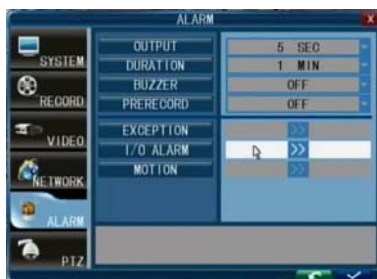 ALARM
X
SYSTEM
RECORD
VIDEO
NETWORK
ALARM
PTZ
OUTPUT 5 SEC
DURATION 1 MIN
BUZZER OFF
PRERECORD OFF
EXCEPTION >>
I/O ALARM >>
MOTION >>